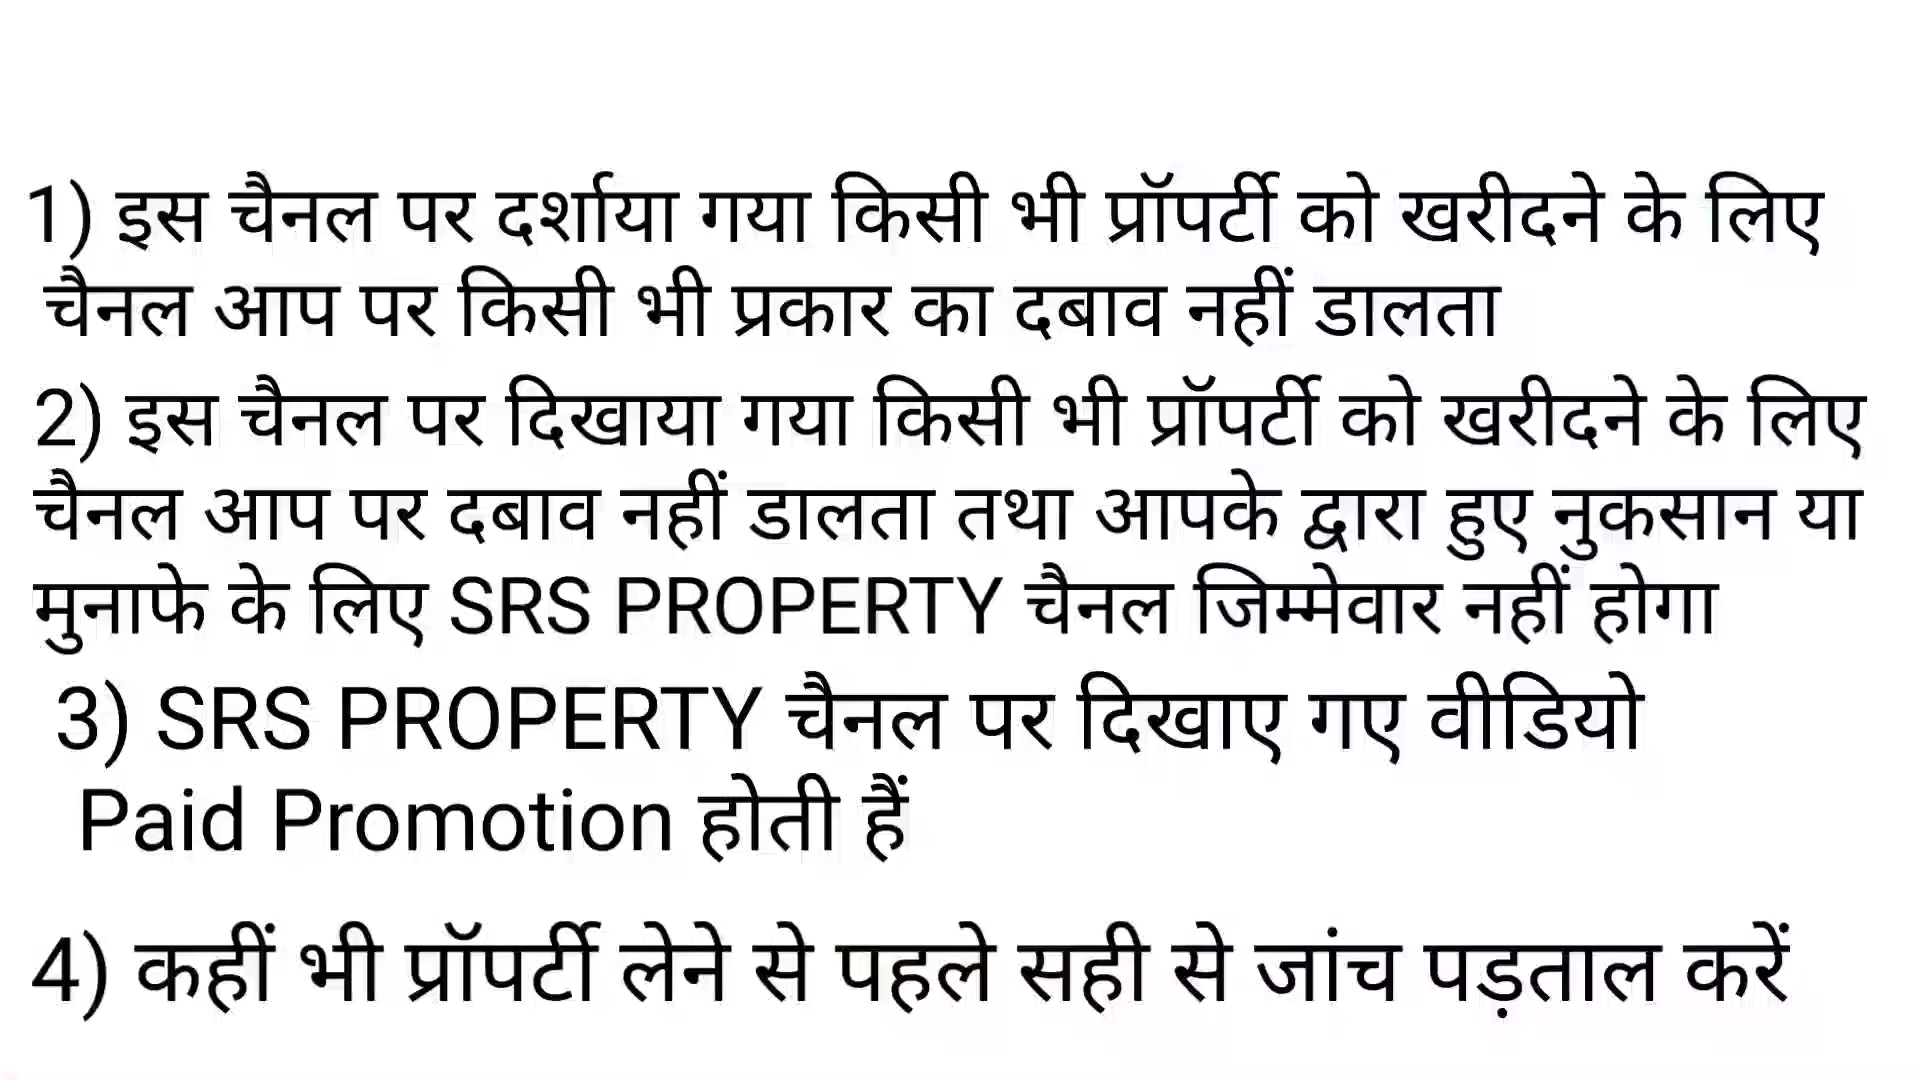 1) इस चैनल पर दर्शाया गया किसी भी प्रॉपर्टी को खरीदने के लिए
चैनल आप पर किसी भी प्रकार का दबाव नहीं डालता
2) इस चैनल पर दिखाया गया किसी भी प्रॉपर्टी को खरीदने के लिए
चैनल आप पर दबाव नहीं डालता तथा आपके द्वारा हुए नुकसान या
मुनाफे के लिए SRS PROPERTY चैनल जिम्मेवार नहीं होगा
3) SRS PROPERTY चैनल पर दिखाए गए वीडियो
Paid Promotion होती हैं
4) कहीं भी प्रॉपर्टी लेने से पहले सही से जांच पड़ताल करें